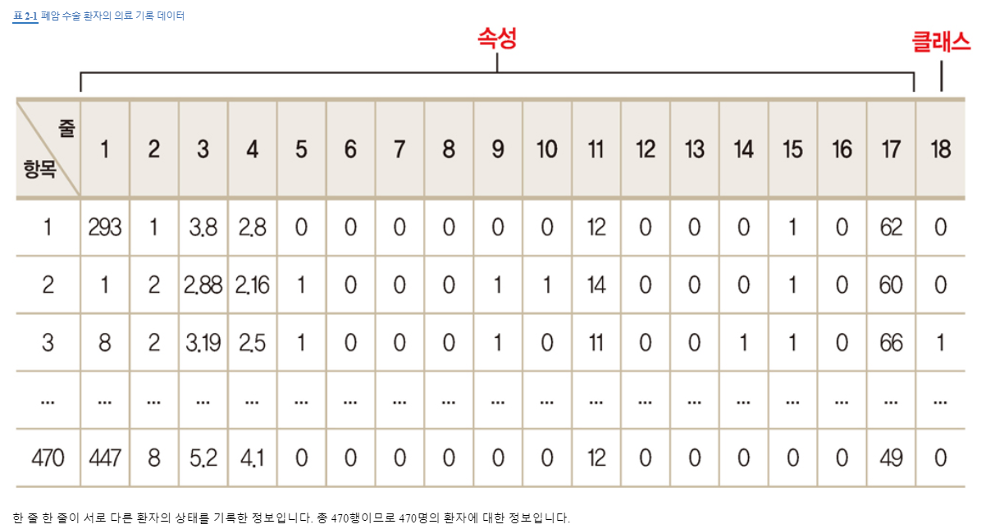 표 2-1 폐암 수술 환자의 의료 기록 데이터
속성 클래스
줄
항목
1 2 3 4 5 6 7 8 9 10 11 12 13 14 15 16 17 18
1 293 1 3.8 2.8 0 0 0 0 0 0 12 0 0 0 1 0 62 0
2 1 2 2.88 2.16 1 0 0 0 1 1 14 0 0 0 1 0 60 0
3 8 2 3.19 2.5 1 0 0 0 1 0 11 0 0 1 1 0 66 1
... ... ... ... ... ... ... ... ... ... ... ... ... ... ... ... ... ... ...
470 447 8 5.2 4.1 0 0 0 0 0 0 12 0 0 0 0 0 49 0
한 줄 한 줄이 서로 다른 환자의 상태를 기록한 정보입니다. 총 470행이므로 470명의 환자에 대한 정보입니다.